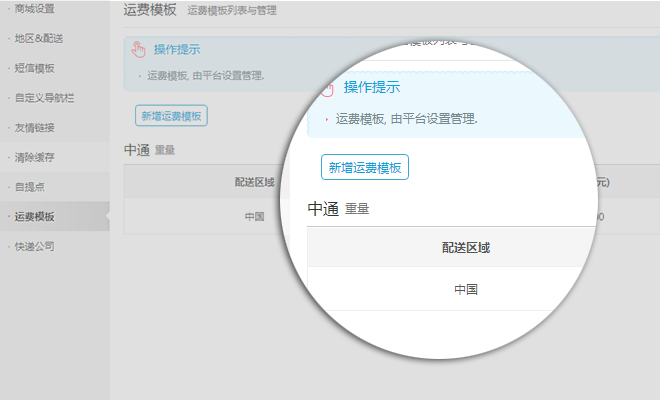 商城设置
地区&配送
短信模板
自定义导航栏
友情链接
清除缓存
自提点
运费模板
快递公司
运费模板 运费模板列表与管理
操作提示
运费模板, 由平台设置管理.
新增运费模板
中通 重量
配送区域
中国
操作提示
运费模板, 由平台设置管理.
新增运费模板
中通 重量
配送区域
中国
元)